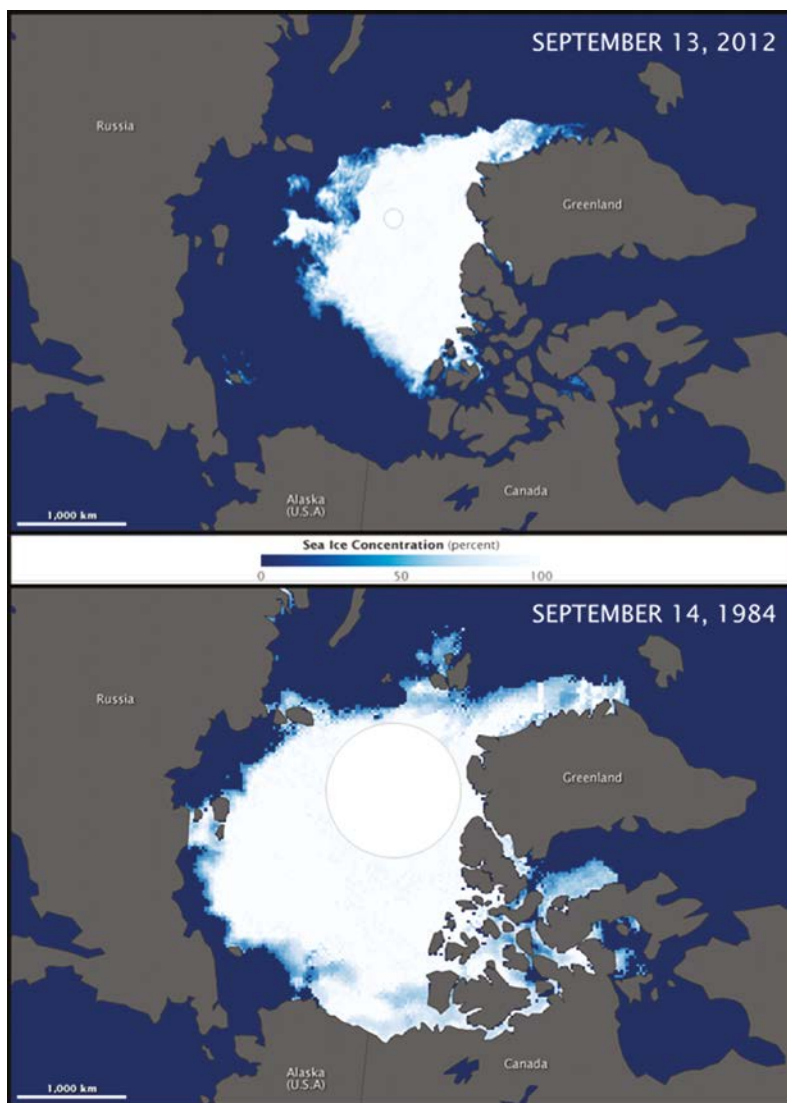 SEPTEMBER 13, 2012
Russia
Greenland
Alaska
(U.S.A)
Canada
1,000 km
Sea Ice Concentration (percent)
0 50 100
SEPTEMBER 14, 1984
Russia
Greenland
Alaska
(U.S.A)
Canada
1,000 km